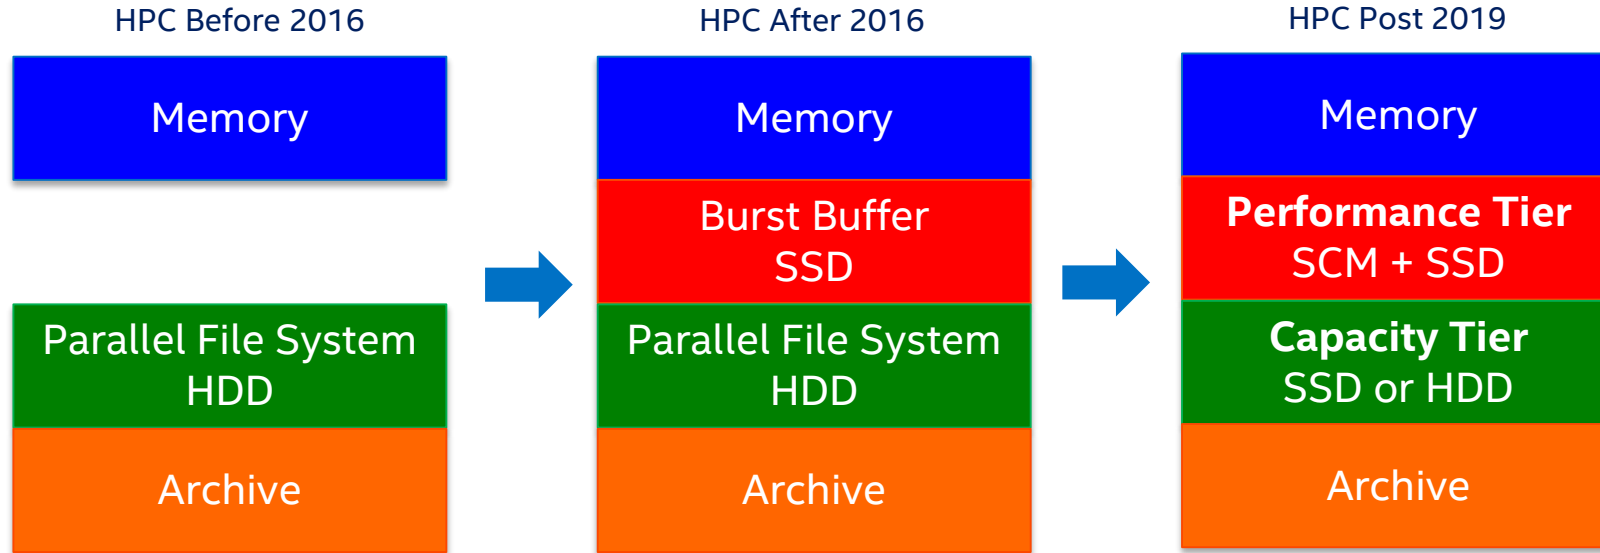 HPC Before 2016
Memory
Parallel File System
HDD
Archive
HPC After 2016
Memory
Burst Buffer
SSD
Parallel File System
HDD
Archive
HPC Post 2019
Memory
Performance Tier
SCM + SSD
Capacity Tier
SSD or HDD
Archive